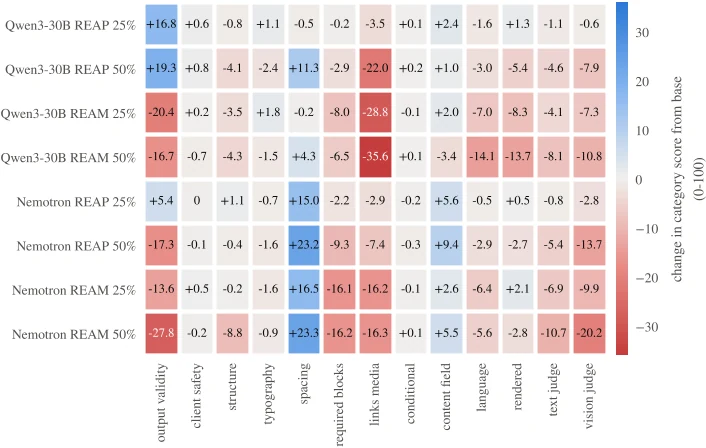 Qwen3-30B REAP 25% +16.8 +0.6 -0.8 +1.1 -0.5 -0.2 -3.5 +0.1 +2.4 -1.6 +1.3 -1.1 -0.6
Qwen3-30B REAP 50% +19.3 +0.8 -4.1 -2.4 +11.3 -2.9 -22.0 +0.2 +1.0 -3.0 -5.4 -4.6 -7.9
Qwen3-30B REAM 25% -20.4 +0.2 -3.5 +1.8 -0.2 -8.0 -28.8 -0.1 +2.0 -7.0 -8.3 -4.1 -7.3
Qwen3-30B REAM 50% -16.7 -0.7 -4.3 -1.5 +4.3 -6.5 -35.6 +0.1 -3.4 -14.1 -13.7 -8.1 -10.8
Nemotron REAP 25% +5.4 0 +1.1 -0.7 +15.0 -2.2 -2.9 -0.2 +5.6 -0.5 +0.5 -0.8 -2.8
Nemotron REAP 50% -17.3 -0.1 -0.4 -1.6 +23.2 -9.3 -7.4 -0.3 +9.4 -2.9 -2.7 -5.4 -13.7
Nemotron REAM 25% -13.6 +0.5 -0.2 -1.6 +16.5 -16.1 -16.2 -0.1 +2.6 -6.4 +2.1 -6.9 -9.9
Nemotron REAM 50% -27.8 -0.2 -8.8 -0.9 +23.3 -16.2 -16.3 +0.1 +5.5 -5.6 -2.8 -10.7 -20.2
output validity
client safety
structure
typography
spacing
required blocks
links media
conditional
content field
language
rendered
text judge
vision judge
30
20
10
0
−10
−20
−30
change in category score from base
(0-100)